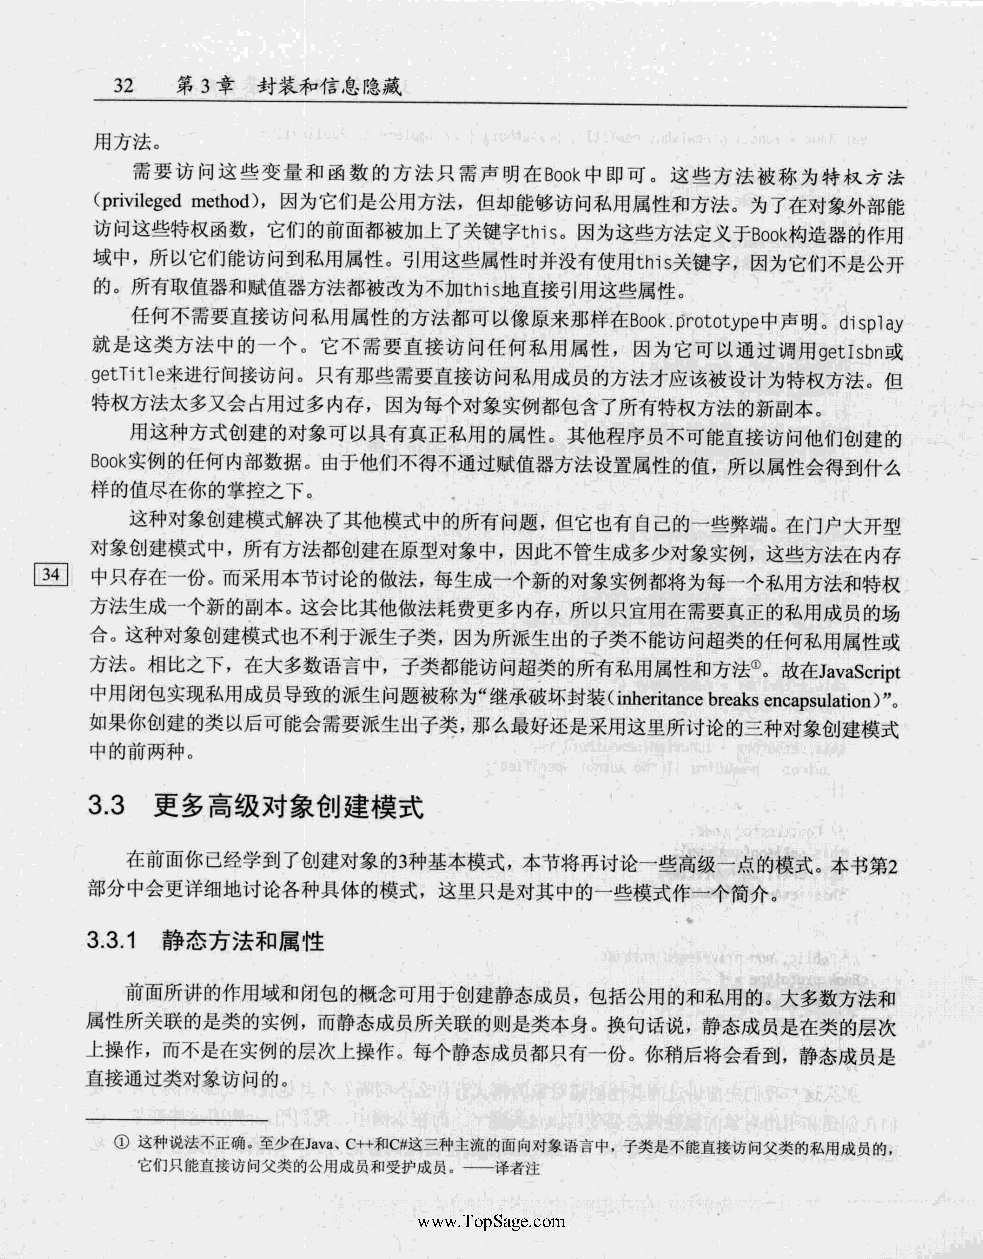 32 第 3 章 封装和信息隐藏
用方法。
需要访问这些变量和函数的方法只需声明在Book中即可。这些方法被称为特权方法
（privileged method），因为它们是公用方法，但却能够访问私用属性和方法。为了在对象外部能
访问这些特权函数，它们的前面都被加上了关键字this。因为这些方法定义于Book构造器的作用
域中，所以它们能访问到私用属性。引用这些属性时并没有使用this关键字，因为它们不是公开
的。所有取值器和赋值器方法都被改为不加this地直接引用这些属性。
任何不需要直接访问私用属性的方法都可以像原来那样在Book.prototype中声明。display
就是这类方法中的一个。它不需要直接访问任何私用属性，因为它可以通过调用getIsbn或
getTitle来进行间接访问。只有那些需要直接访问私用成员的方法才应该被设计为特权方法。但
特权方法太多又会占用过多内存，因为每个对象实例都包含了所有特权方法的新副本。
用这种方式创建的对象可以具有真正私用的属性。其他程序员不可能直接访问他们创建的
Book实例的任何内部数据。由于他们不得不通过赋值器方法设置属性的值，所以属性会得到什么
样的值尽在你的掌控之下。
这种对象创建模式解决了其他模式中的所有问题，但它也有自己的一些弊端。在门户大开型
对象创建模式中，所有方法都创建在原型对象中，因此不管生成多少对象实例，这些方法在内存
34 中只存在一份。而采用本节讨论的做法，每生成一个新的对象实例都将为每一个私用方法和特权
方法生成一个新的副本。这会比其他做法耗费更多内存，所以只宜用在需要真正的私用成员的场
合。这种对象创建模式也不利于派生子类，因为所派生出的子类不能访问超类的任何私用属性或
方法。相比之下，在大多数语言中，子类都能访问超类的所有私用属性和方法①。故在JavaScript
中用闭包实现私用成员导致的派生问题被称为“继承破坏封装（inheritance breaks encapsulation）”。
如果你创建的类以后可能会需要派生出子类，那么最好还是采用这里所讨论的三种对象创建模式
中的前两种。
3.3 更多高级对象创建模式
在前面你已经学到了创建对象的3种基本模式，本节将再讨论一些高级一点的模式。本书第2
部分中会更详细地讨论各种具体的模式，这里只是对其中的一些模式作一个简介。
3.3.1 静态方法和属性
前面所讲的作用域和闭包的概念可用于创建静态成员，包括公用的和私用的。大多数方法和
属性所关联的是类的实例，而静态成员所关联的则是类本身。换句话说，静态成员是在类的层次
上操作，而不是在实例的层次上操作。每个静态成员都只有一份。你稍后将会看到，静态成员是
直接通过类对象访问的。
① 这种说法不正确。至少在Java、C++和C#这三种主流的面向对象语言中，子类是不能直接访问父类的私用成员的，
它们只能直接访问父类的公用成员和受护成员。——译者注
www.TopSage.com